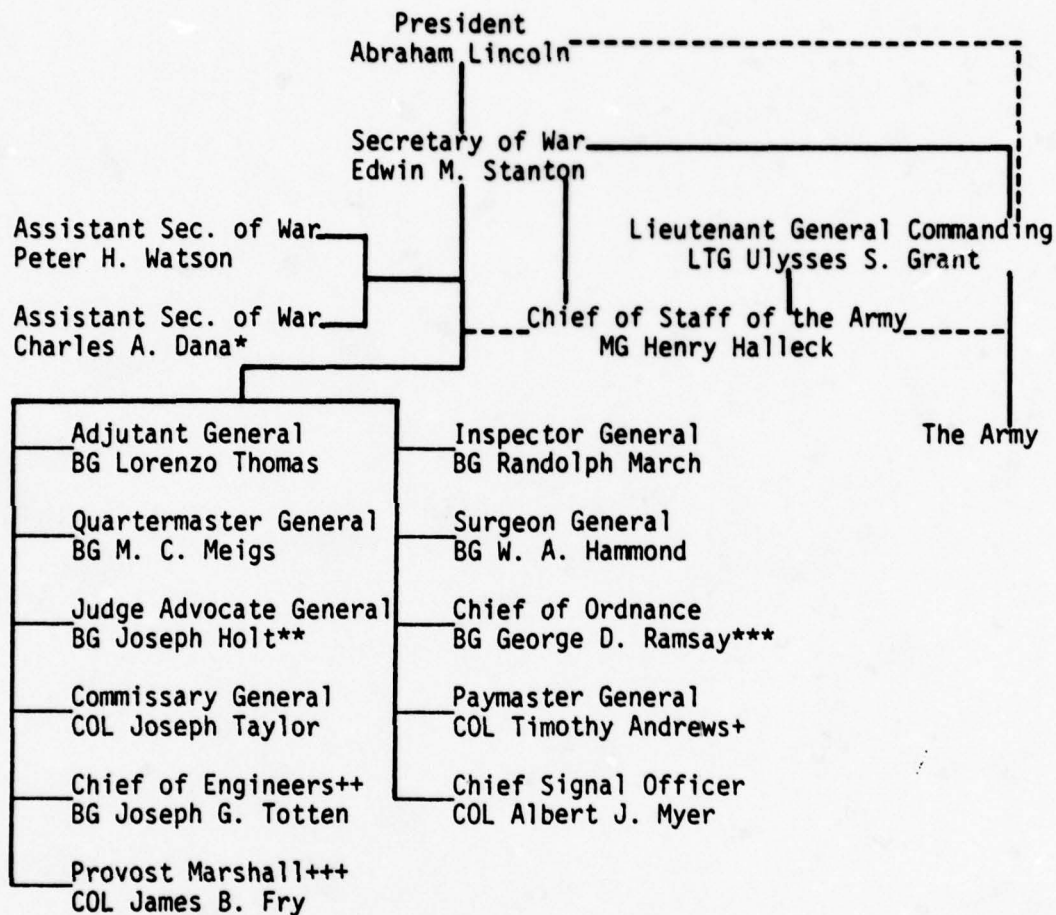 President
Abraham Lincoln
Secretary of War
Edwin M. Stanton
Assistant Sec. of War
Peter H. Watson
Lieutenant General Commanding
LTG Ulysses S. Grant
Assistant Sec. of War
Charles A. Dana*
Chief of Staff of the Army
MG Henry Halleck
The Army
Adjutant General
BG Lorenzo Thomas
Quartermaster General
BG M. C. Meigs
Judge Advocate General
BG Joseph Holt**
Commissary General
COL Joseph Taylor
Chief of Engineers++
BG Joseph G. Totten
Provost Marshall+++
COL James B. Fry
Inspector General
BG Randolph March
Surgeon General
BG W. A. Hammond
Chief of Ordnance
BG George D. Ramsay***
Paymaster General
COL Timothy Andrews+
Chief Signal Officer
COL Albert J. Myer